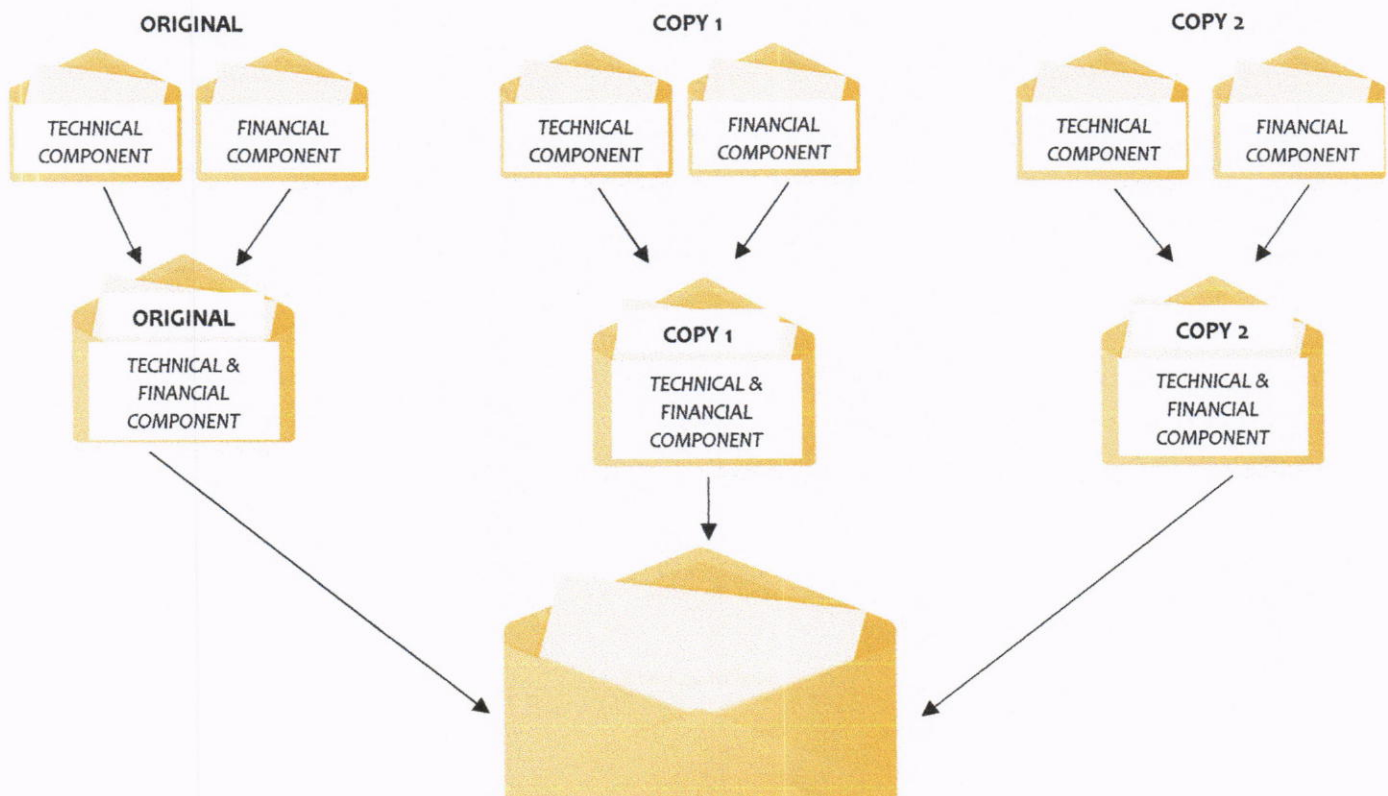 ORIGINAL
TECHNICAL
COMPONENT
FINANCIAL
COMPONENT
COPY 1
TECHNICAL
COMPONENT
FINANCIAL
COMPONENT
COPY 2
TECHNICAL
COMPONENT
FINANCIAL
COMPONENT
ORIGINAL
TECHNICAL &
FINANCIAL
COMPONENT
COPY 1
TECHNICAL &
FINANCIAL
COMPONENT
COPY 2
TECHNICAL &
FINANCIAL
COMPONENT